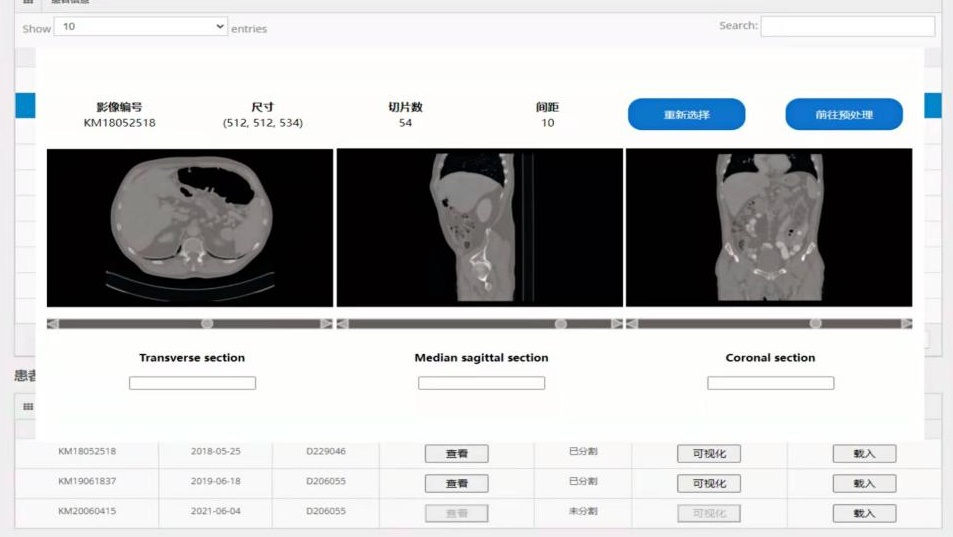 Show 10 entries Search:
影像编号 尺寸 切片数 间距 重新选择 前往预处理
KM18052518 (512, 512, 534) 54 10
Transverse section Median sagittal section Coronal section
患者
KM18052518 2018-05-25 D229046 查看 已分割 可视化 载入
KM19061837 2019-06-18 D206055 查看 已分割 可视化 载入
KM20060415 2021-06-04 D206055 查看 未分割 可视化 载入